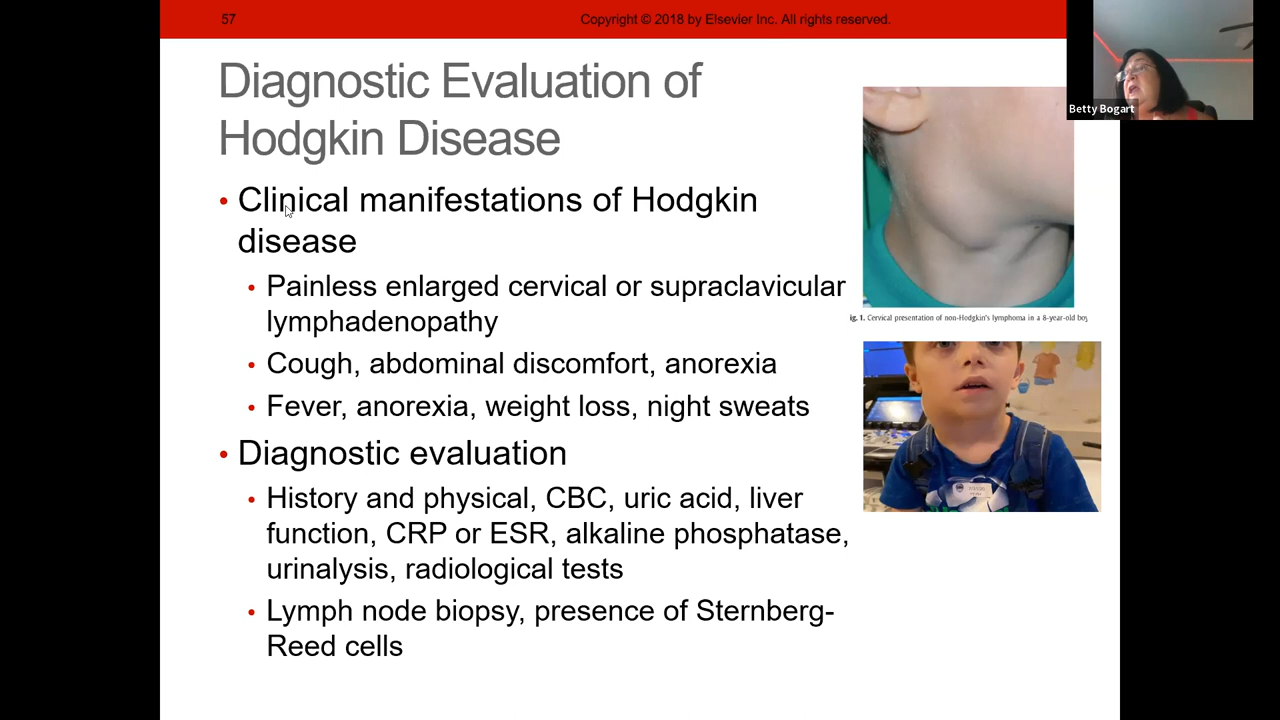 57
Copyright © 2018 by Elsevier Inc. All rights reserved.
Betty Bogart
Diagnostic Evaluation of
Hodgkin Disease
• Clinical manifestations of Hodgkin
disease
• Painless enlarged cervical or supraclavicular
lymphadenopathy
• Cough, abdominal discomfort, anorexia
• Fever, anorexia, weight loss, night sweats
• Diagnostic evaluation
• History and physical, CBC, uric acid, liver
function, CRP or ESR, alkaline phosphatase,
urinalysis, radiological tests
• Lymph node biopsy, presence of Sternberg-
Reed cells
ig. 1. Cervical presentation of non-Hodgkin's lymphoma in a 8-year-old boy